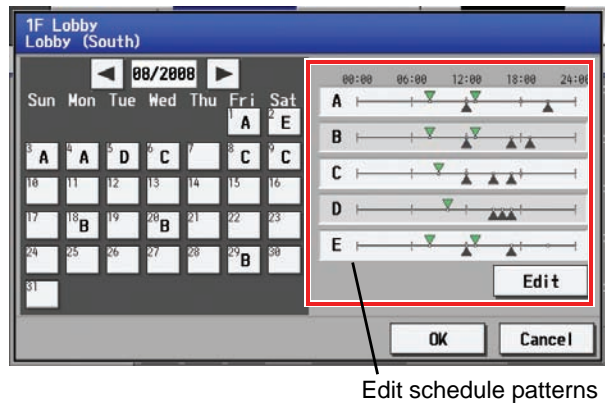 1F Lobby
Lobby (South)
08/2008
Sun Mon Tue Wed Thu Fri Sat
1 A 2 E
3 A 4 A 5 D 6 C 7 8 C 9 C
10 11 12 13 14 15 16
17 18 B 19 20 B 21 22 23
24 25 26 27 28 29 B 30
31
00:00 06:00 12:00 18:00 24:00
A
B
C
D
E
Edit
OK Cancel
Edit schedule patterns